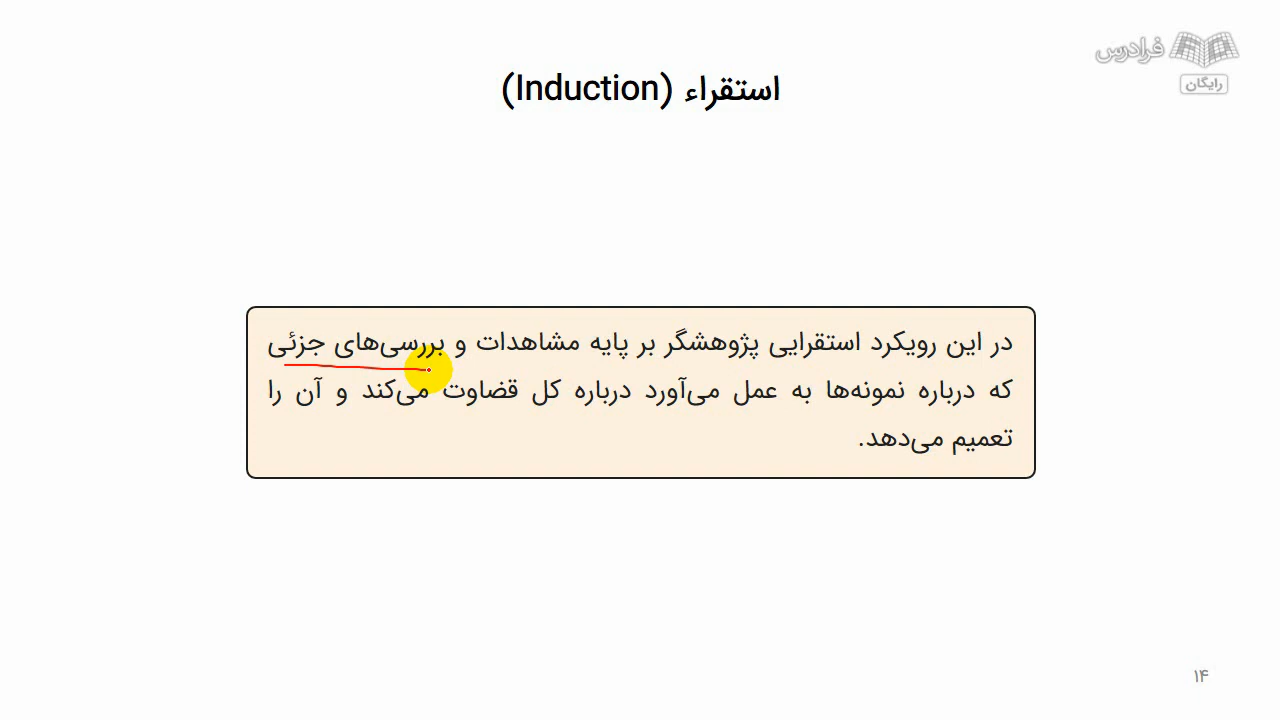 فرادرس
رایگان
استقراء (Induction)
در این رویکرد استقرایی پژوهشگر بر پایه مشاهدات و بررسی‌های جزئی
که درباره نمونه‌ها به عمل می‌آورد درباره کل قضاوت می‌کند و آن را
تعمیم می‌دهد.
۱۴